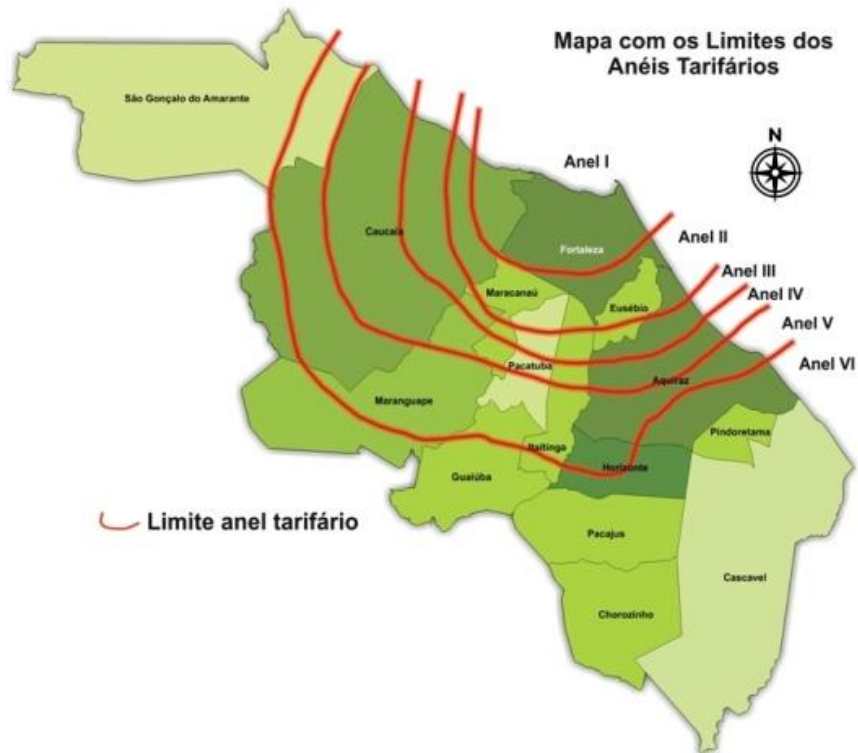 Mapa com os Limites dos
Anéis Tarifários
N
São Gonçalo do Amarante
Anel I
Caucaia
Fortaleza
Anel II
Anel III
Maracanaú
Eusébio
Anel IV
Anel V
Pacatuba
Anel VI
Aquiraz
Maranguape
Pindoretama
Itaitinga
Horizonte
Guaiúba
Limite anel tarifário
Pacajus
Cascavel
Chorozinho